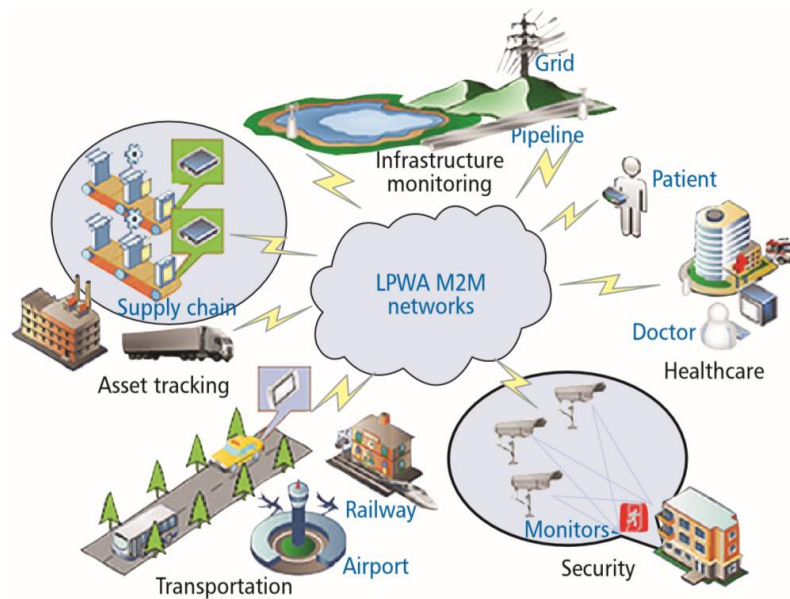 Grid
Pipeline
Infrastructure
monitoring
Patient
LPWA M2M
networks
Supply chain
Doctor
Healthcare
Asset tracking
Railway
Monitors
Airport
Security
Transportation